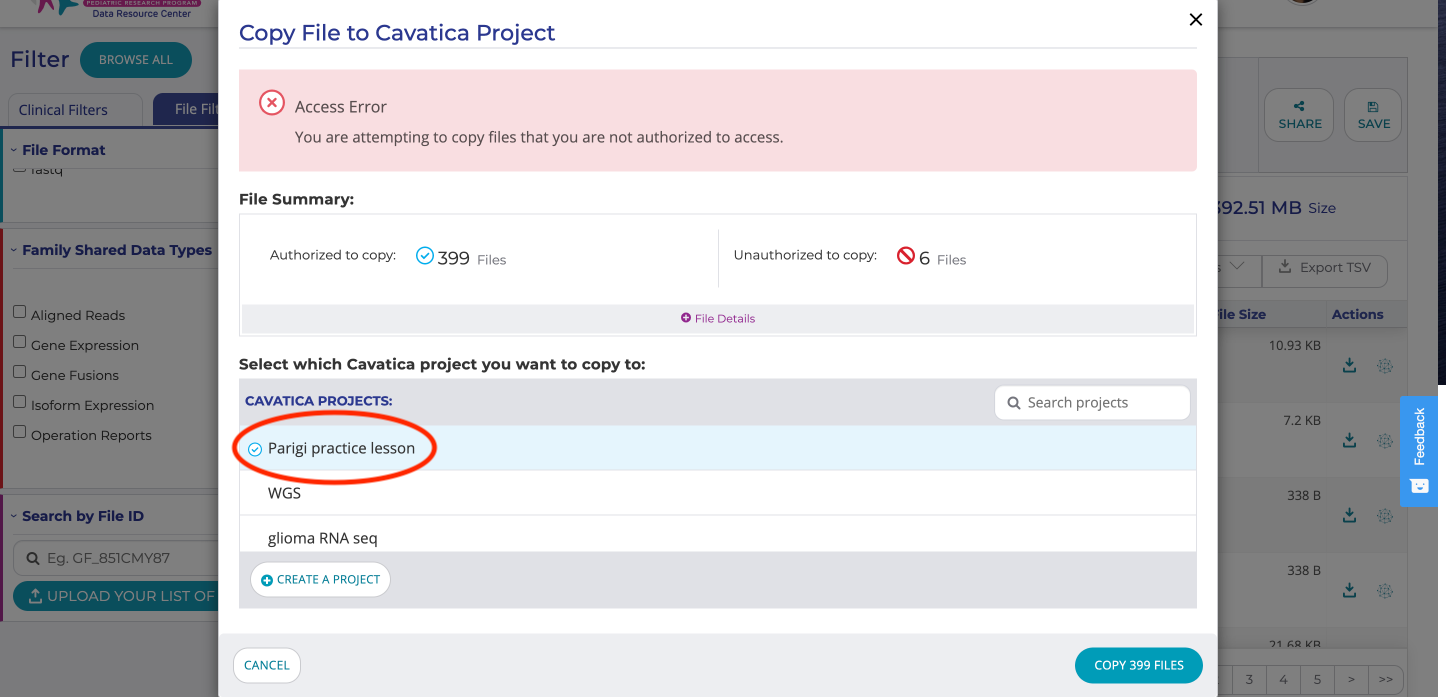 PEDIATRIC RESEARCH PROGRAM
Data Resource Center
Filter
BROWSE ALL
Clinical Filters
File Filt
File Format
fastq
Family Shared Data Types
Aligned Reads
Gene Expression
Gene Fusions
Isoform Expression
Operation Reports
Search by File ID
Eg. GF_851CMY87
UPLOAD YOUR LIST OF
Copy File to Cavatica Project
Access Error
You are attempting to copy files that you are not authorized to access.
File Summary:
Authorized to copy: 399 Files
Unauthorized to copy: 6 Files
File Details
Select which Cavatica project you want to copy to:
CAVATICA PROJECTS:
Search projects
Parigi practice lesson
WGS
glioma RNA seq
CREATE A PROJECT
CANCEL
COPY 399 FILES
SHARE
SAVE
392.51 MB Size
s
Export TSV
File Size Actions
10.93 KB
7.2 KB
338 B
338 B
21.68 KB
3 4 5 > >>
Feedback